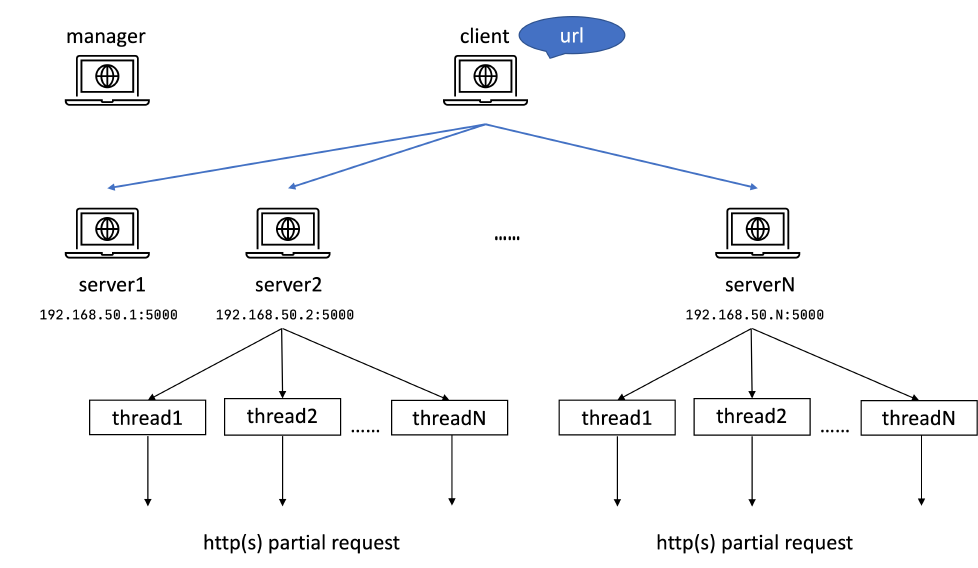 manager
client
url
......
server1
server2
serverN
192.168.50.1:5000
192.168.50.2:5000
192.168.50.N:5000
thread1
thread2
......
threadN
thread1
thread2
......
threadN
http(s) partial request
http(s) partial request